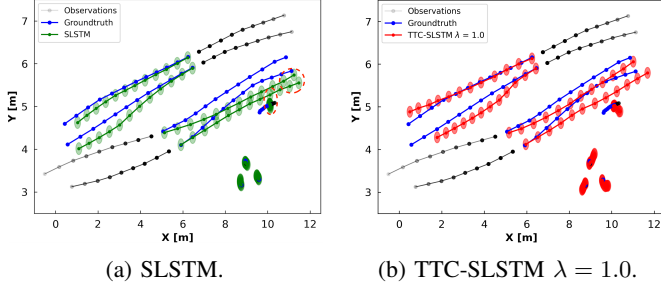 Observations
Groundtruth
SLSTM
Y [m]
7
6
5
4
3
0 2 4 6 8 10 12
X [m]
(a) SLSTM.
Observations
Groundtruth
TTC-SLSTM λ = 1.0
Y [m]
7
6
5
4
3
0 2 4 6 8 10 12
X [m]
(b) TTC-SLSTM λ = 1.0.